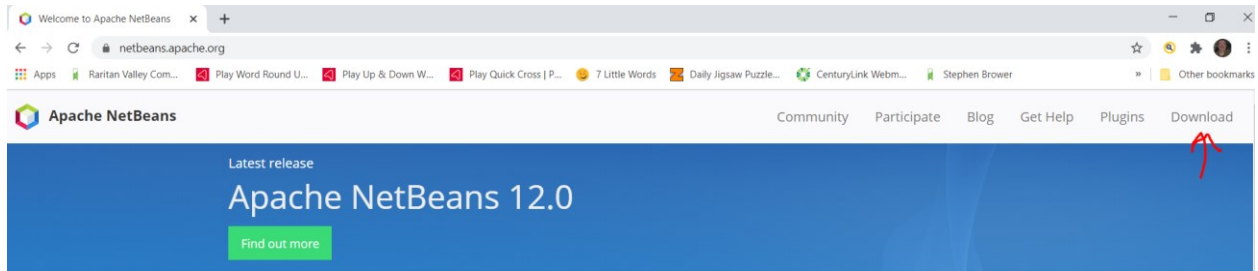 Welcome to Apache NetBeans
netbeans.apache.org
Apps Raritan Valley Com... Play Word Round U... Play Up & Down W... Play Quick Cross | P... 7 Little Words Daily Jigsaw Puzzle... CenturyLink Webm... Stephen Brower » Other bookmarks
Apache NetBeans Community Participate Blog Get Help Plugins Download
Latest release
Apache NetBeans 12.0
Find out more